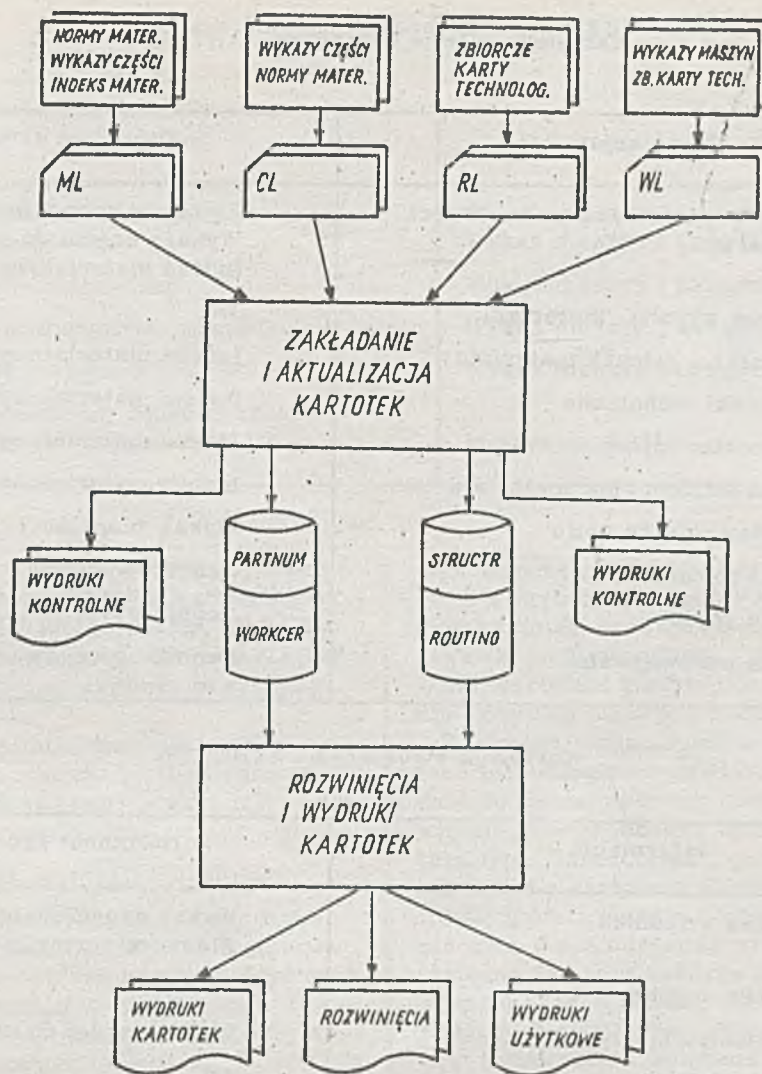 NORMY MATER.
WYKAZY CZĘŚCI
INDEKS MATER.
WYKAZY CZĘŚCI
NORMY MATER.
ZBIORCZE
KARTY
TECHNOLOG.
WYKAZY MASZYN
ZB. KARTY TECH.
ML
CL
RL
WL
ZAKŁADANIE
I AKTUALIZACJA
KARTOTEK
WYDRUKI
KONTROLNE
PARTNUM
WORKCER
STRUCTR
ROUTINO
WYDRUKI
KONTROLNE
ROZWINIĘCIA
I WYDRUKI
KARTOTEK
WYDRUKI
KARTOTEK
ROZWINIĘCIA
WYDRUKI
UŻYTKOWE